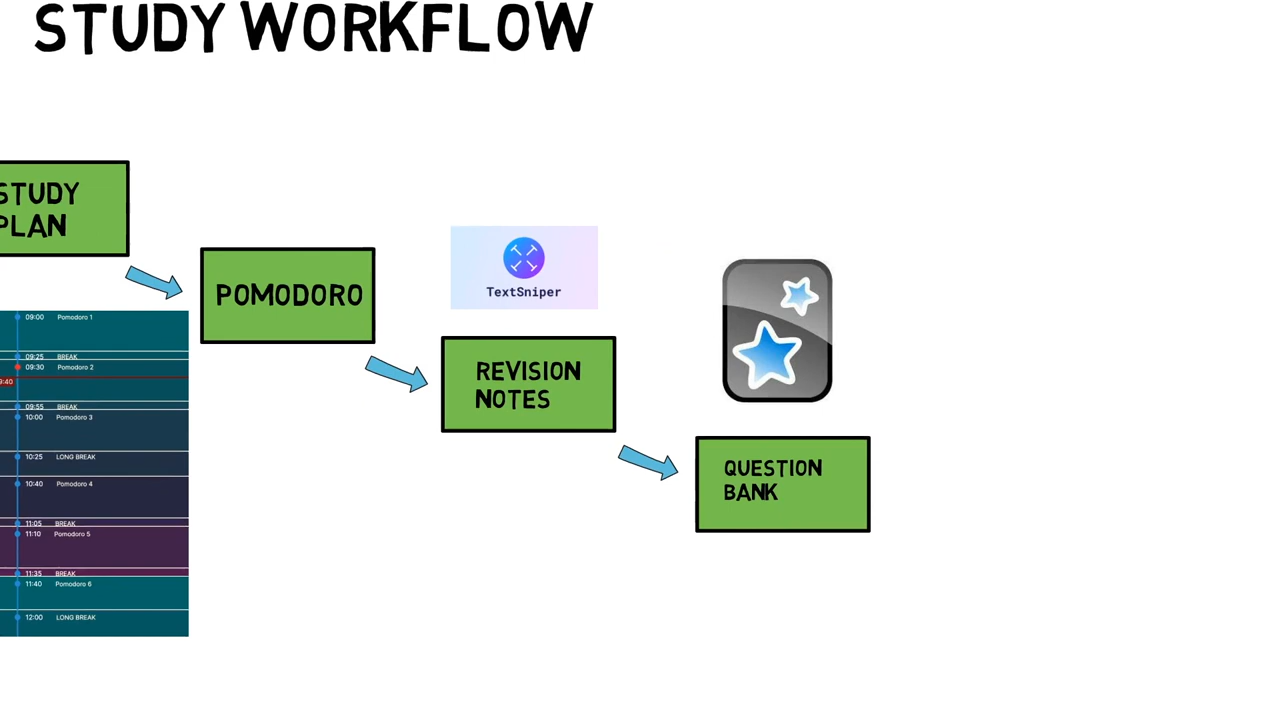 STUDY WORKFLOW
STUDY
PLAN
POMODORO
TextSniper
REVISION
NOTES
QUESTION
BANK
09:00 Pomodoro 1
09:25 BREAK
09:30 Pomodoro 2
9:40
09:55 BREAK
10:00 Pomodoro 3
10:25 LONG BREAK
10:40 Pomodoro 4
11:05 BREAK
11:10 Pomodoro 5
11:35 BREAK
11:40 Pomodoro 6
12:00 LONG BREAK